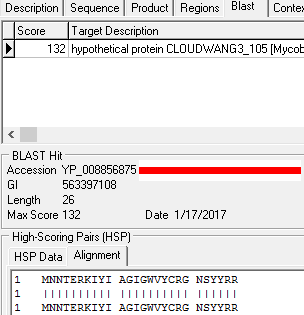 Description Sequence Product Regions Blast Contex
Score Target Description
132 hypothetical protein CLOUDWANG3_105 [Mycob
BLAST Hit
Accession YP_008856875
GI 563397108
Length 26
Max Score 132 Date 1/17/2017
High-Scoring Pairs (HSP)
HSP Data Alignment
1 MNNTERKIYI AGIGWVYCRG NSYYRR
1 |||||||||| |||||||||| ||||||
1 MNNTERKIYI AGIGWVYCRG NSYYRR